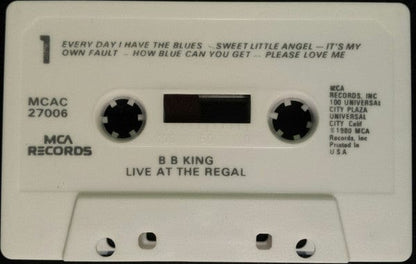 1
EVERY DAY I HAVE THE BLUES — SWEET LITTLE ANGEL — IT'S MY
OWN FAULT — HOW BLUE CAN YOU GET — PLEASE LOVE ME
MCAC
27006
MCA
RECORDS
MCA
RECORDS, INC
100 UNIVERSAL
CITY PLAZA
UNIVERSAL
CITY Calif
©1980 MCA
Records, Inc
Printed In
U S A
B B KING
LIVE AT THE REGAL